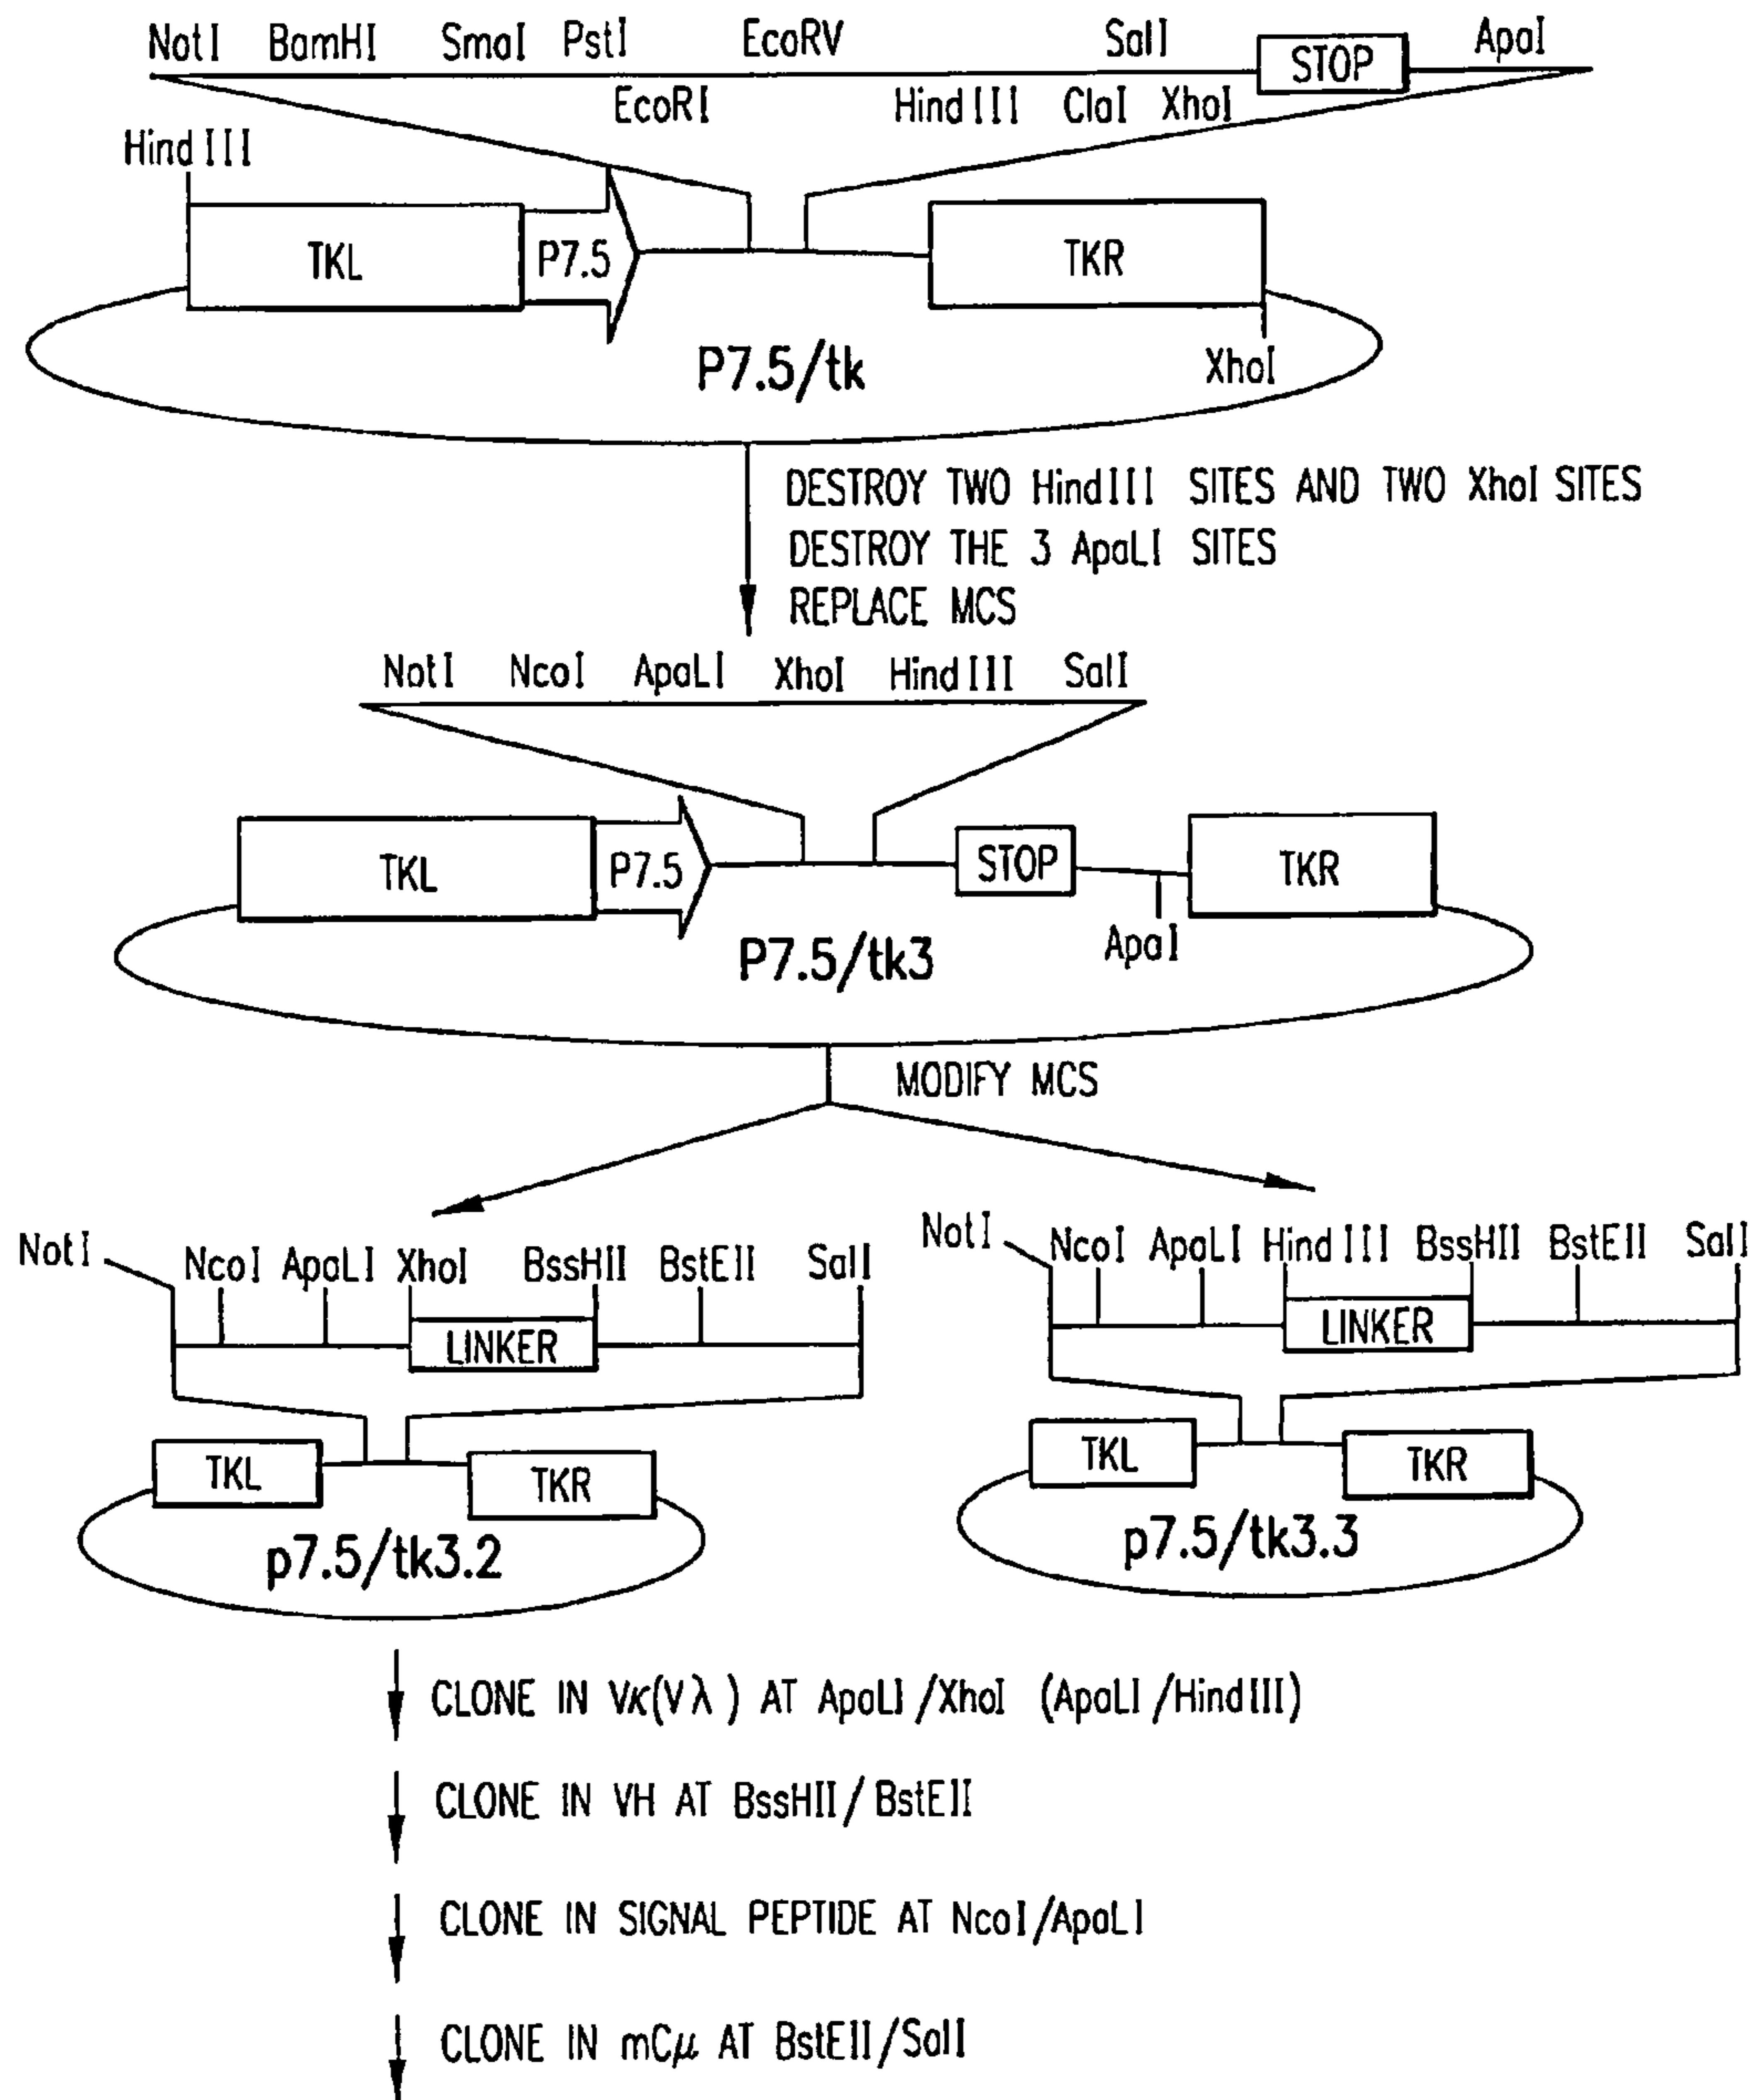 NotI BamHI SmaI PstI EcoRV SalI STOP ApaI
EcoRI HindIII ClaI XhoI
HindIII
TKL P7.5 TKR
P7.5/tk
XhoI
DESTROY TWO HindIII SITES AND TWO XhoI SITES
DESTROY THE 3 ApaLI SITES
REPLACE MCS
NotI NcoI ApaLI XhoI HindIII SalI
TKL P7.5 STOP TKR
ApaI
P7.5/tk3
MODIFY MCS
NotI NcoI ApaLI XhoI BssHII BstEII SalI
LINKER
TKL TKR
p7.5/tk3.2
NotI NcoI ApaLI HindIII BssHII BstEII SalI
LINKER
TKL TKR
p7.5/tk3.3
CLONE IN Vκ(Vλ) AT ApaLI/XhoI (ApaLI/HindIII)
CLONE IN VH AT BssHII/BstEII
CLONE IN SIGNAL PEPTIDE AT NcoI/ApaLI
CLONE IN mCμ AT BstEII/SalI